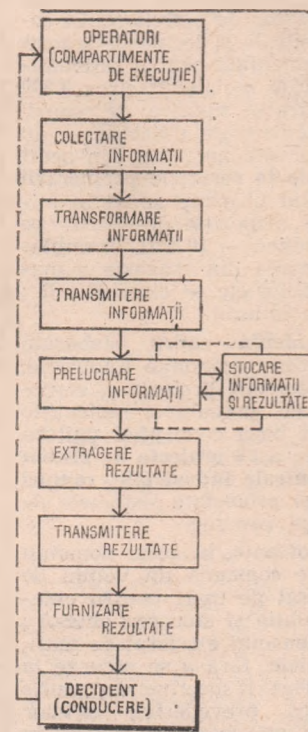 OPERATORI
(COMPARTIMENTE
DE EXECUȚIE)
COLECTARE
INFORMAȚII
TRANSFORMARE
INFORMAȚII
TRANSMITERE
INFORMAȚII
PRELUCRARE
INFORMAȚII
STOCARE
INFORMAȚII
ȘI REZULTATE
EXTRAGERE
REZULTATE
TRANSMITERE
REZULTATE
FURNIZARE
REZULTATE
DECIDENT
(CONDUCERE)